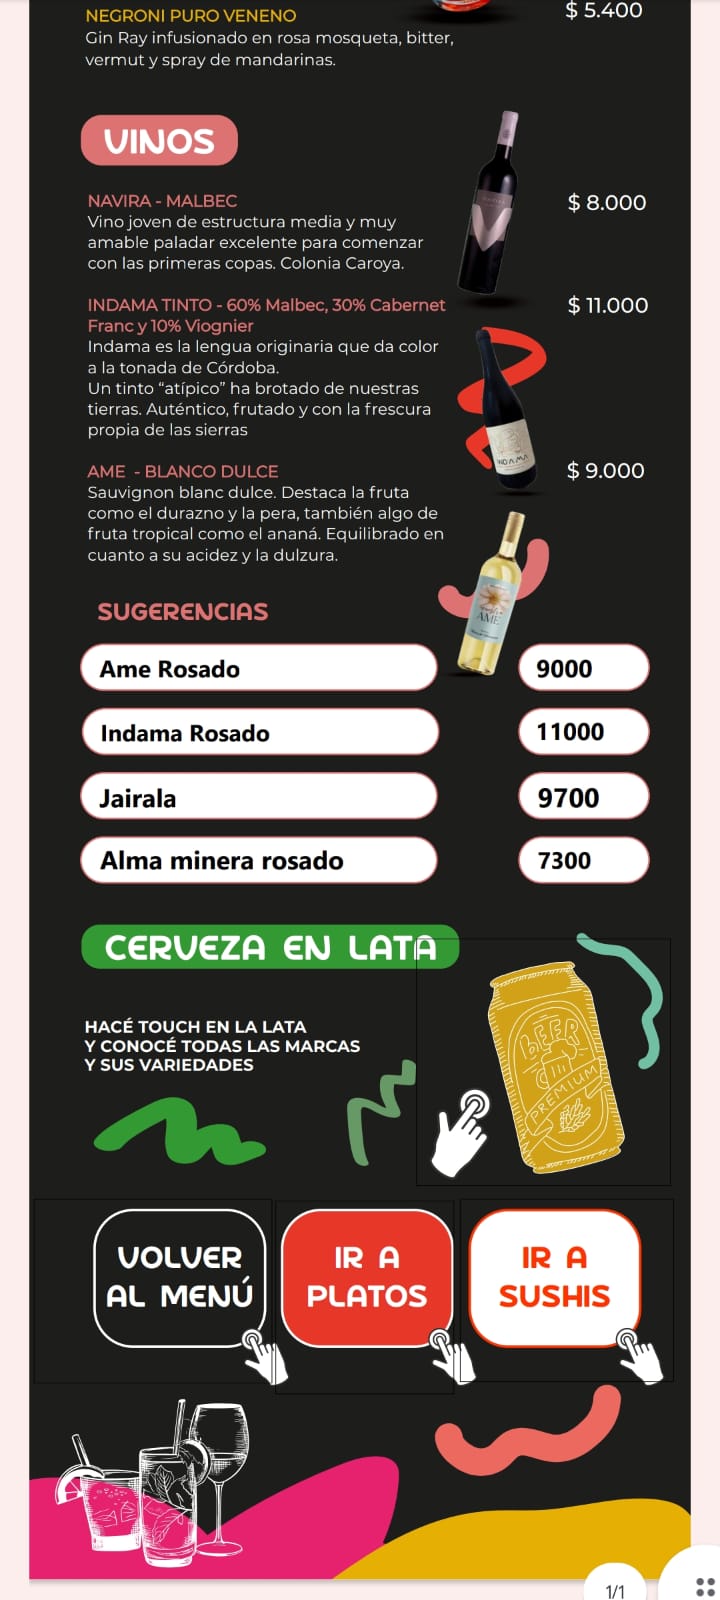 NEGRONI PURO VENENO
$ 5.400
Gin Ray infusionado en rosa mosqueta, bitter,
vermut y spray de mandarinas.
VINOS
NAVIRA - MALBEC
$ 8.000
Vino joven de estructura media y muy
amable paladar excelente para comenzar
con las primeras copas. Colonia Caroya.
INDAMA TINTO - 60% Malbec, 30% Cabernet
Franc y 10% Viognier
$ 11.000
Indama es la lengua originaria que da color
a la tonada de Córdoba.
Un tinto “atípico” ha brotado de nuestras
tierras. Auténtico, frutado y con la frescura
propia de las sierras
INDAMA
AME - BLANCO DULCE
$ 9.000
Sauvignon blanc dulce. Destaca la fruta
como el durazno y la pera, también algo de
fruta tropical como el ananá. Equilibrado en
cuanto a su acidez y la dulzura.
AME
SUGERENCIAS
Ame Rosado
9000
Indama Rosado
11000
Jairala
9700
Alma minera rosado
7300
CERVEZA EN LATA
HACÉ TOUCH EN LA LATA
Y CONOCÉ TODAS LAS MARCAS
Y SUS VARIEDADES
BEER
PREMIUM
VOLVER
AL MENÚ
IR A
PLATOS
IR A
SUSHIS
1/1